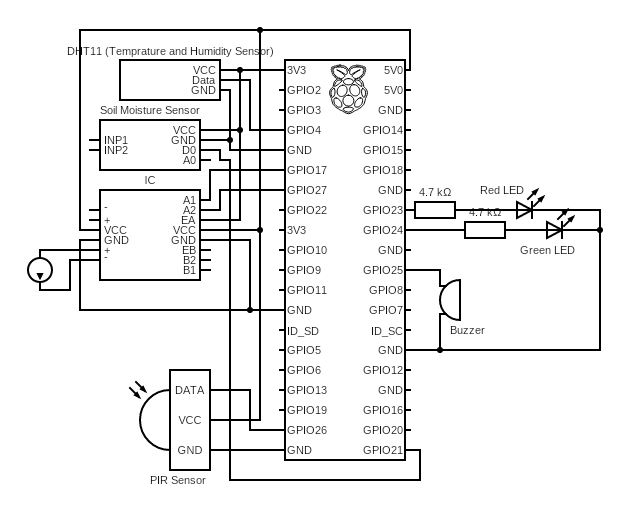 DHT11 (Temprature and Humidity Sensor)
VCC
Data
GND
Soil Moisture Sensor
VCC
GND
D0
A0
INP1
INP2
IC
-
+
VCC
GND
+
-
A1
A2
EA
VCC
GND
EB
B2
B1
DATA
VCC
GND
PIR Sensor
3V3
GPIO2
GPIO3
GPIO4
GND
GPIO17
GPIO27
GPIO22
3V3
GPIO10
GPIO9
GPIO11
GND
ID_SD
GPIO5
GPIO6
GPIO13
GPIO19
GPIO26
GND
5V0
5V0
GND
GPIO14
GPIO15
GPIO18
GND
GPIO23
GPIO24
GND
GPIO25
GPIO8
GPIO7
ID_SC
GND
GPIO12
GND
GPIO16
GPIO20
GPIO21
4.7 kΩ
Red LED
4.7 kΩ
Green LED
Buzzer